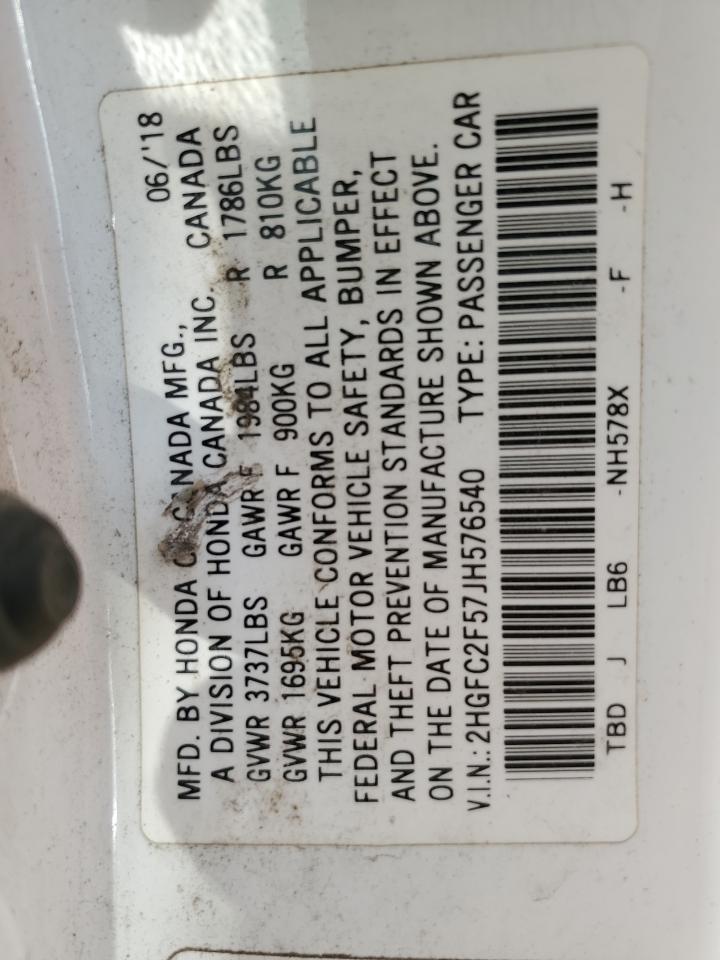 MFD. BY HONDA CANADA MFG., 06/'18
A DIVISION OF HONDA CANADA INC. CANADA
GVWR 3737LBS GAWR F 1984LBS R 1786LBS
GVWR 1695KG GAWR F 900KG R 810KG
THIS VEHICLE CONFORMS TO ALL APPLICABLE
FEDERAL MOTOR VEHICLE SAFETY, BUMPER,
AND THEFT PREVENTION STANDARDS IN EFFECT
ON THE DATE OF MANUFACTURE SHOWN ABOVE.
V.I.N.: 2HGFC2F57JH576540 TYPE: PASSENGER CAR
TBD J LB6 -NH578X -F -H